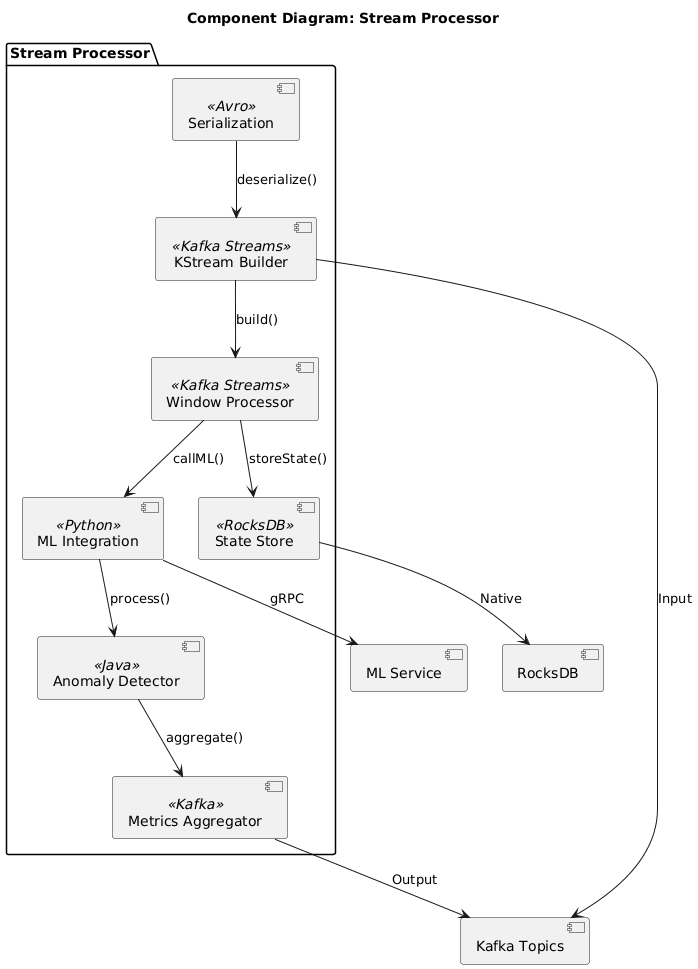 Component Diagram: Stream Processor
Stream Processor
«Avro»
Serialization
deserialize()
«Kafka Streams»
KStream Builder
build()
«Kafka Streams»
Window Processor
callML()
storeState()
«Python»
ML Integration
«RocksDB»
State Store
process()
gRPC
Native
Input
«Java»
Anomaly Detector
ML Service
RocksDB
aggregate()
«Kafka»
Metrics Aggregator
Output
Kafka Topics